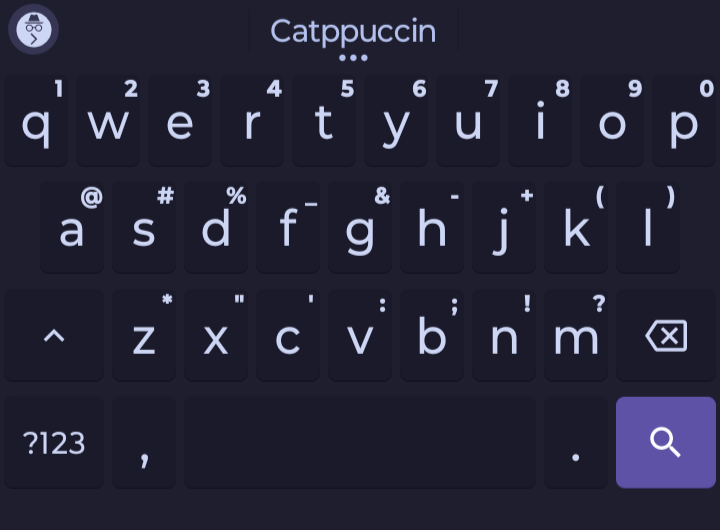 Catppuccin
1 2 3 4 5 6 7 8 9 0
q w e r t y u i o p
@ # % _ & - + ( )
a s d f g h j k l
* " ' : ; ! ?
z x c v b n m
?123 , .